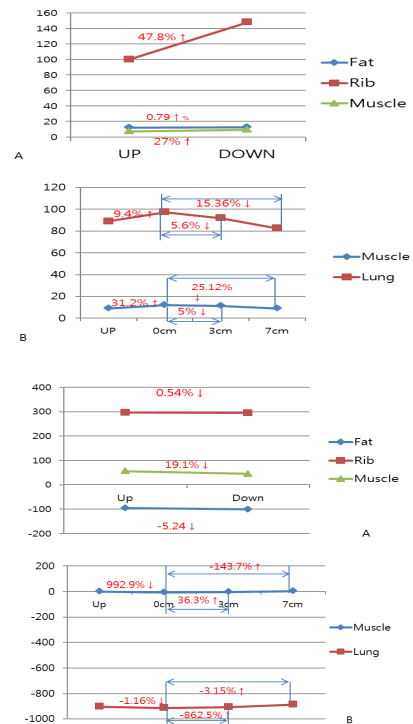 160
140
47.8% ↑
120
100
80
Fat
Rib
Muscle
60
40
20
0.79 ↑ %
0
27% ↑
A
UP DOWN
120
100
15.36% ↓
9.4% ↑
5.6% ↓
80
60
Muscle
Lung
40
25.12% ↓
20
31.2% ↑
5% ↓
0
UP 0cm 3cm 7cm
B
400
0.54% ↓
300
200
Fat
Rib
Muscle
100
19.1% ↓
0
Up Down
-100
-5.24 ↓
-200
A
200
-143.7% ↑
992.9% ↓
0
36.3% ↑
Up 0cm 3cm 7cm
-200
Muscle
Lung
-400
-600
-800
-1.16% ↓
-3.15% ↑
-862.5%
-1000
B